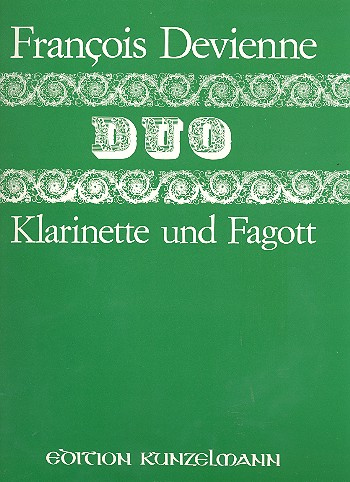 François Devienne
DUO
Klarinette und Fagott
EDITION KUNZELMANN